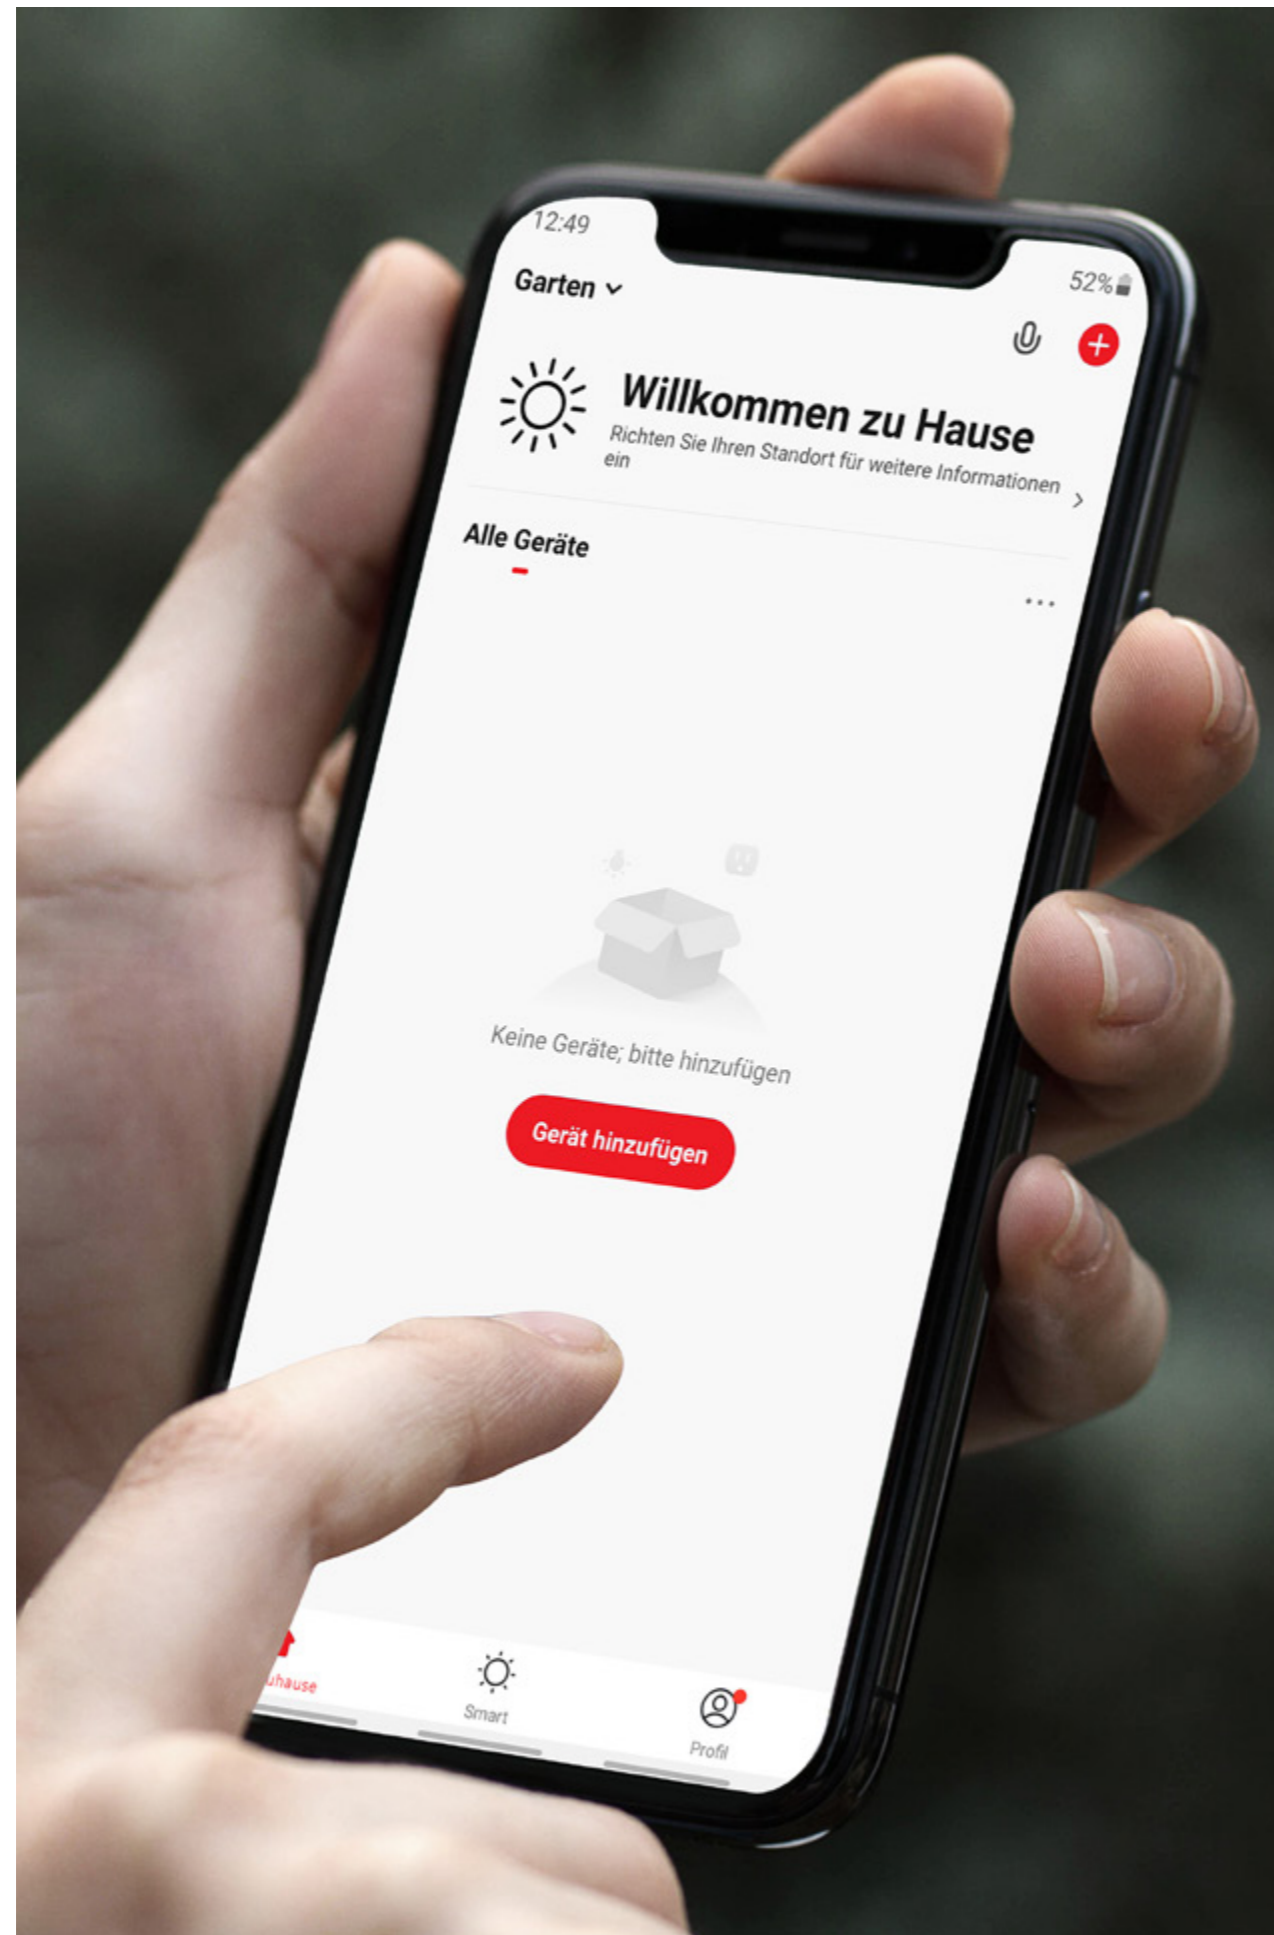 12:49
52%
Garten
Willkommen zu Hause
Richten Sie Ihren Standort für weitere Informationen
ein
Alle Geräte
Keine Geräte; bitte hinzufügen
Gerät hinzufügen
Smart
Profil